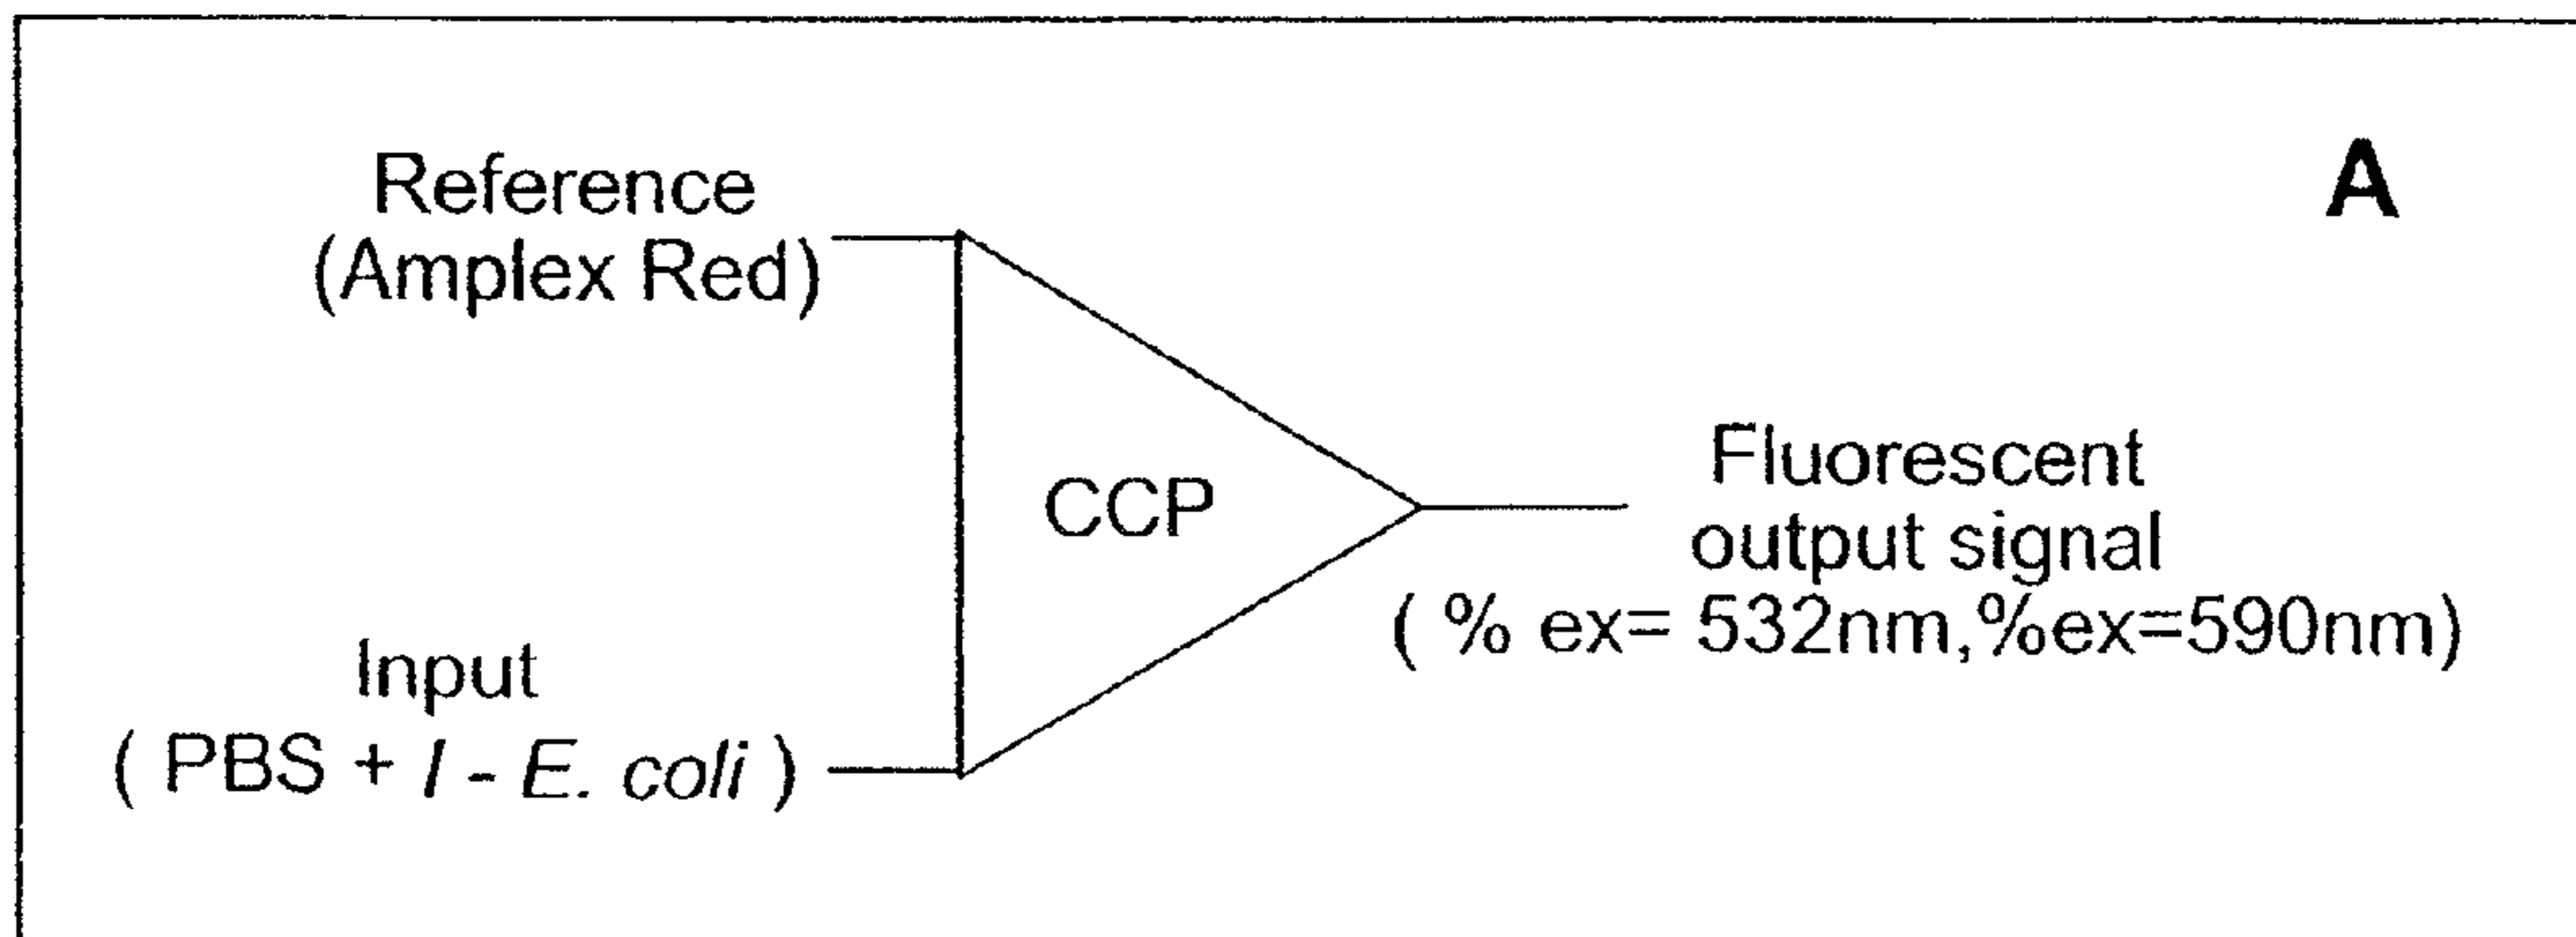 A
Reference
(Amplex Red)
CCP
Fluorescent
output signal
( % ex= 532nm,%ex=590nm)
Input
( PBS + I - E. coli )